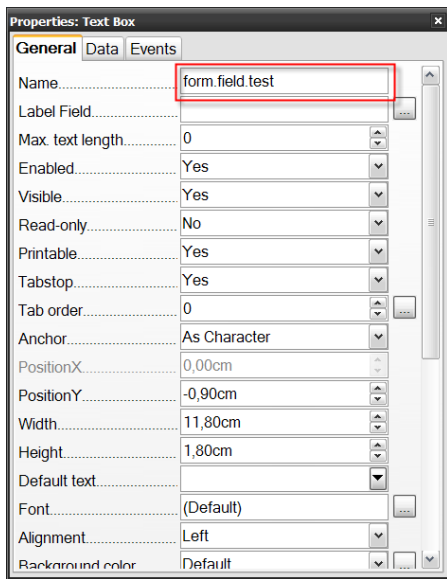 Properties: Text Box
General Data Events
Name form.field.test
Label Field ...
Max. text length 0
Enabled Yes
Visible Yes
Read-only No
Printable Yes
Tabstop Yes
Tab order 0 ...
Anchor As Character
PositionX 0,00cm
PositionY -0,90cm
Width 11,80cm
Height 1,80cm
Default text
Font (Default) ...
Alignment Left
Background color Default ...